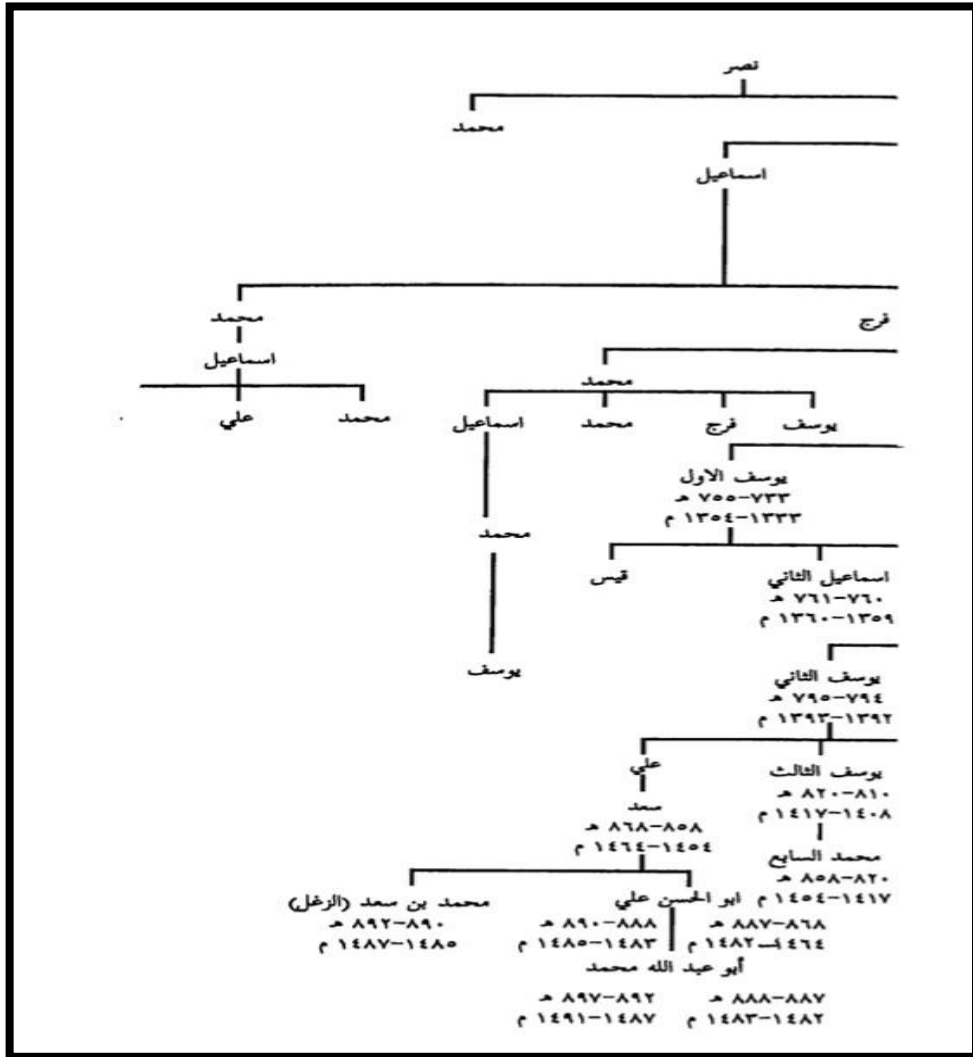 نصر
محمد
اسماعيل
فرج
محمد
اسماعيل
محمد
يوسف
فرج
محمد
اسماعيل
محمد
علي
يوسف الاول
٧٣٣-٧٥٥ هـ
١٣٣٣-١٣٥٤ م
محمد
اسماعيل الثاني
٧٦٠-٧٦١ هـ
١٣٥٩-١٣٦٠ م
قيس
يوسف
يوسف الثاني
٧٩٤-٧٩٥ هـ
١٣٩٢-١٣٩٣ م
يوسف الثالث
٨١٠-٨٢٠ هـ
١٤٠٨-١٤١٧ م
علي
سعد
٨٥٨-٨٦٨ هـ
١٤٥٤-١٤٦٤ م
محمد السابع
٨٢٠-٨٥٨ هـ
١٤١٧-١٤٥٤ م
ابو الحسن علي
٨٦٨-٨٨٧ هـ
١٤٦٤-١٤٨٢ م
٨٨٨-٨٩٠ هـ
١٤٨٣-١٤٨٥ م
محمد بن سعد (الزغل)
٨٩٠-٨٩٢ هـ
١٤٨٥-١٤٨٧ م
أبو عبد الله محمد
٨٨٧-٨٨٨ هـ
١٤٨٢-١٤٨٣ م
٨٩٢-٨٩٧ هـ
١٤٨٧-١٤٩١ م